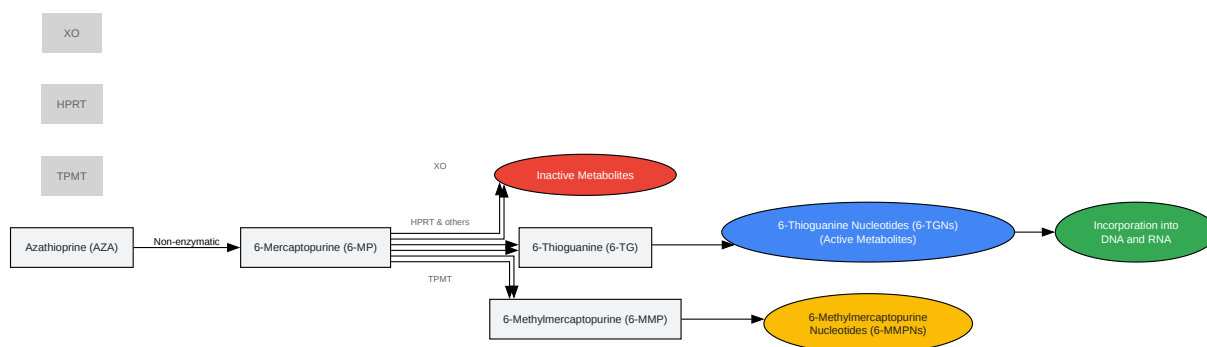 XO
HPRT
TPMT
XO
Inactive Metabolites
HPRT & others
Azathioprine (AZA)
Non-enzymatic
6-Mercaptopurine (6-MP)
6-Thioguanine (6-TG)
6-Thioguanine Nucleotides (6-TGNs)
(Active Metabolites)
Incorporation into
DNA and RNA
TPMT
6-Methylmercaptopurine (6-MMP)
6-Methylmercaptopurine
Nucleotides (6-MMPNs)